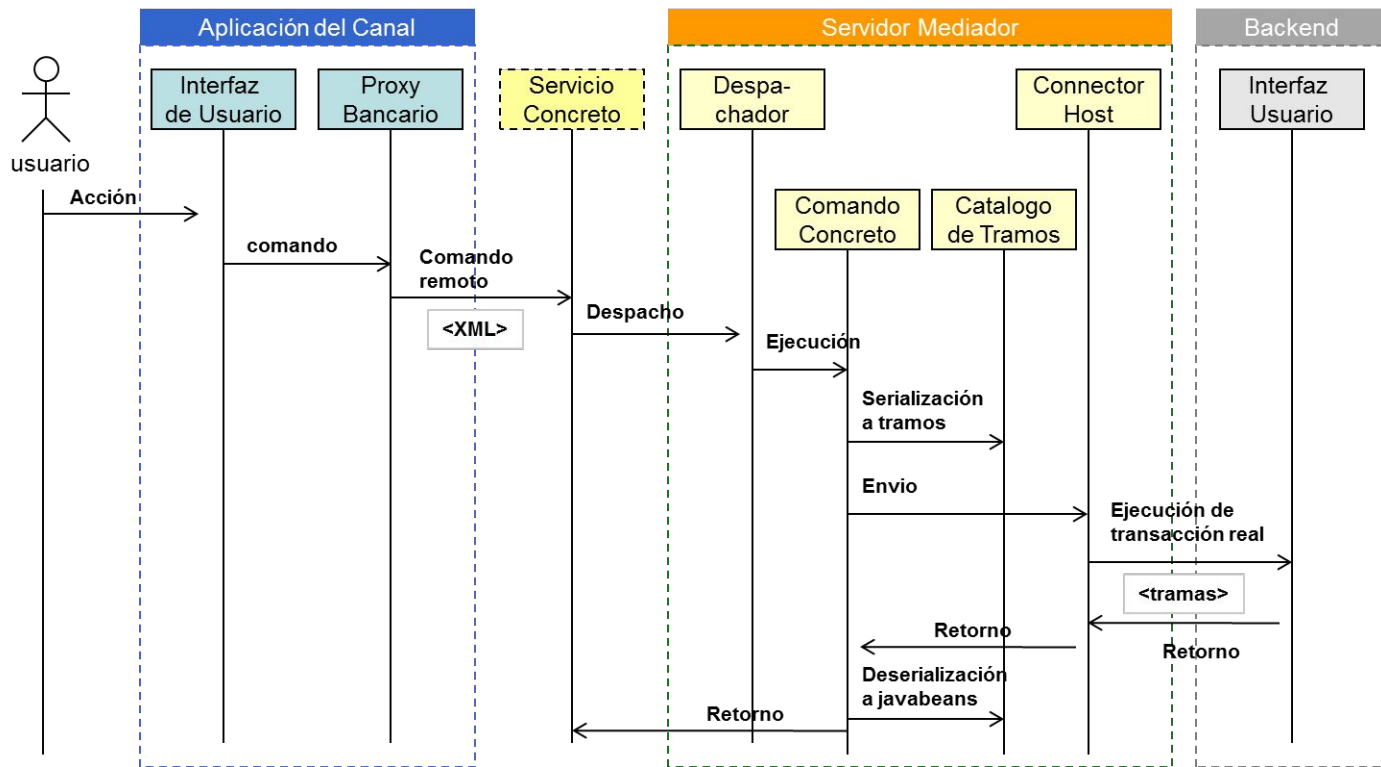 Aplicación del Canal
Servidor Mediador
Backend
Interfaz
de Usuario
Proxy
Bancario
Servicio
Concreto
Despa-
chador
Connector
Host
Interfaz
Usuario
usuario
Comando
Concreto
Catalogo
de Tramos
Acción
comando
Comando
remoto
<XML>
Despacho
Ejecución
Serialización
a tramos
Envio
Ejecución de
transacción real
<tramas>
Retorno
Retorno
Deserialización
a javabeans
Retorno